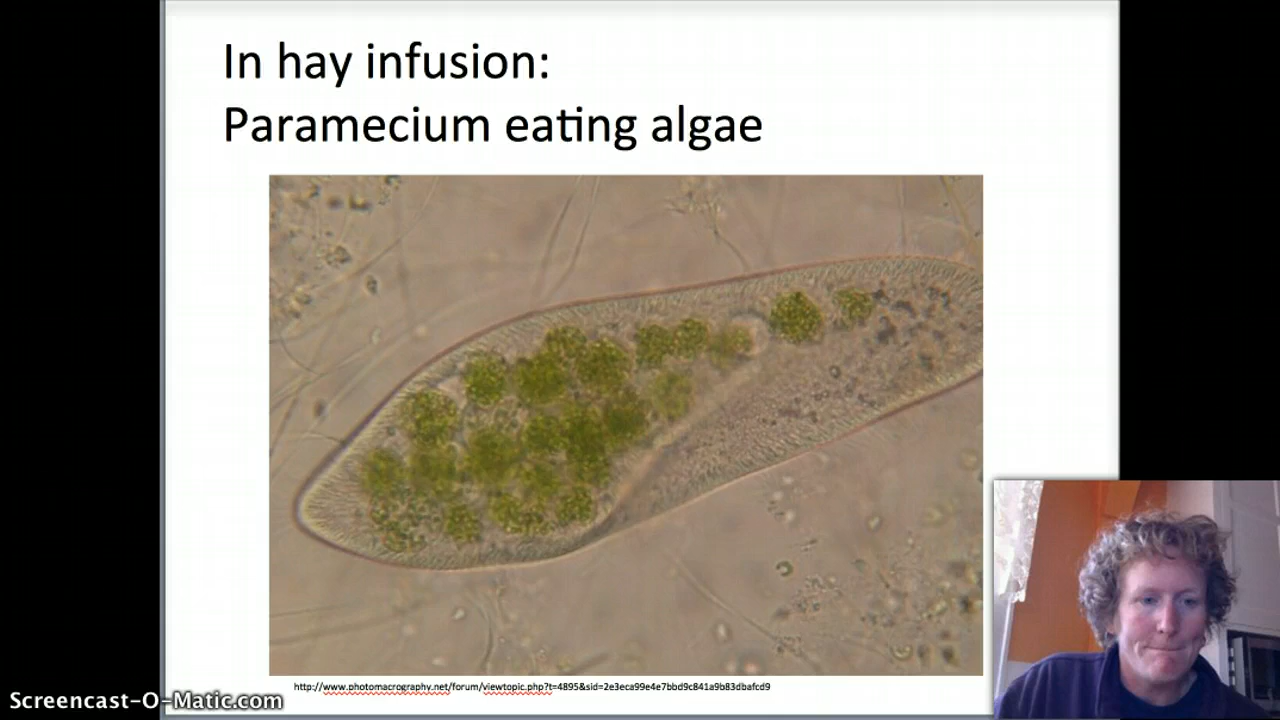 In hay infusion:
Paramecium eating algae
http://www.photomacrography.net/forum/viewtopic.php?t=4895&sid=2e3eca99e4e7bbd9c841a9b83dbafcd9
Screencast-O-Matic.com